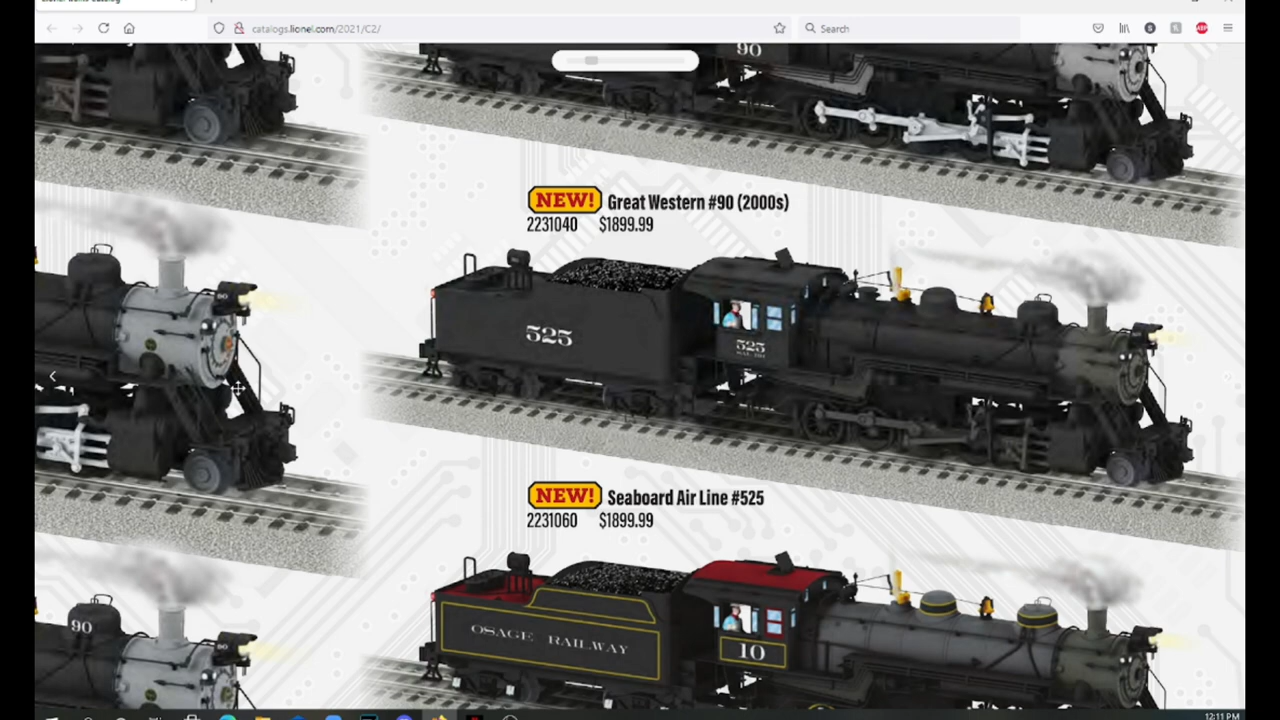 catalogs.lionel.com/2021/C2/
Search
90
NEW! Great Western #90 (2000s)
2231040 $1899.99
525
525
NEW! Seaboard Air Line #525
2231060 $1899.99
90
OSAGE RAILWAY
10
12:11 PM